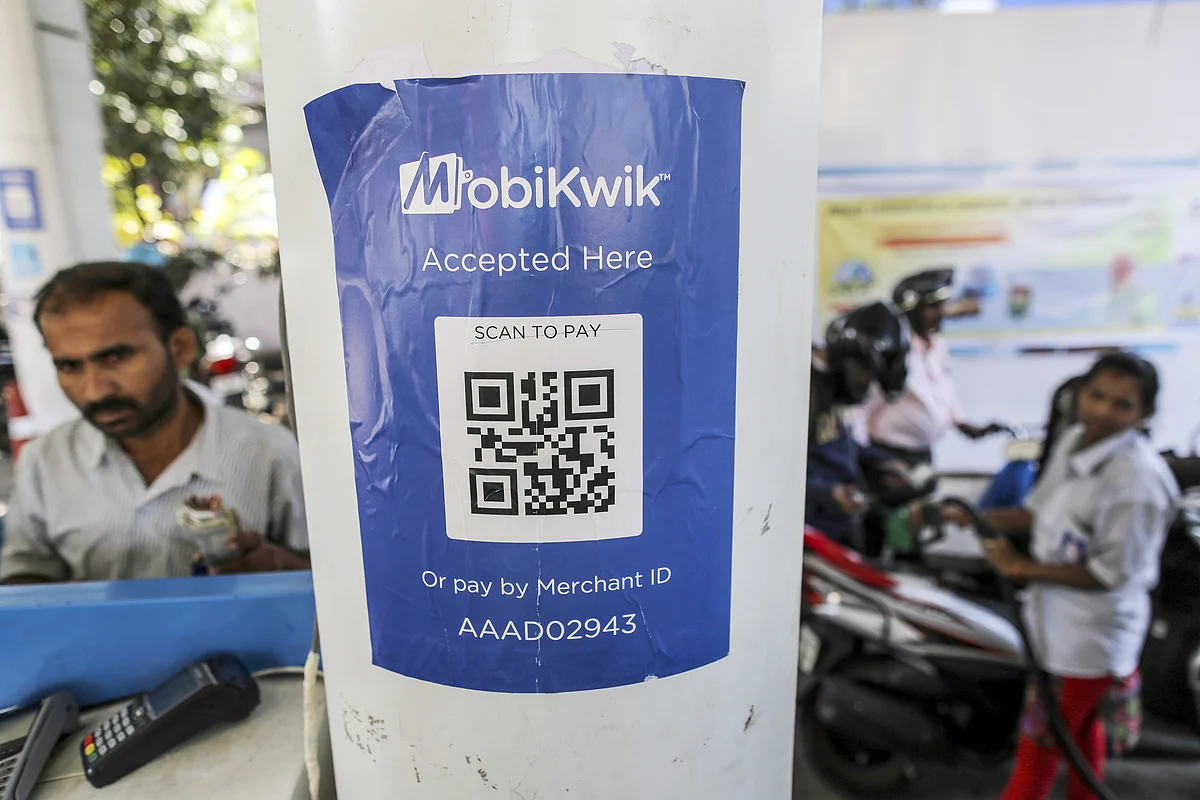 MobiKwik™
Accepted Here
SCAN TO PAY
Or pay by Merchant ID
AAAD02943